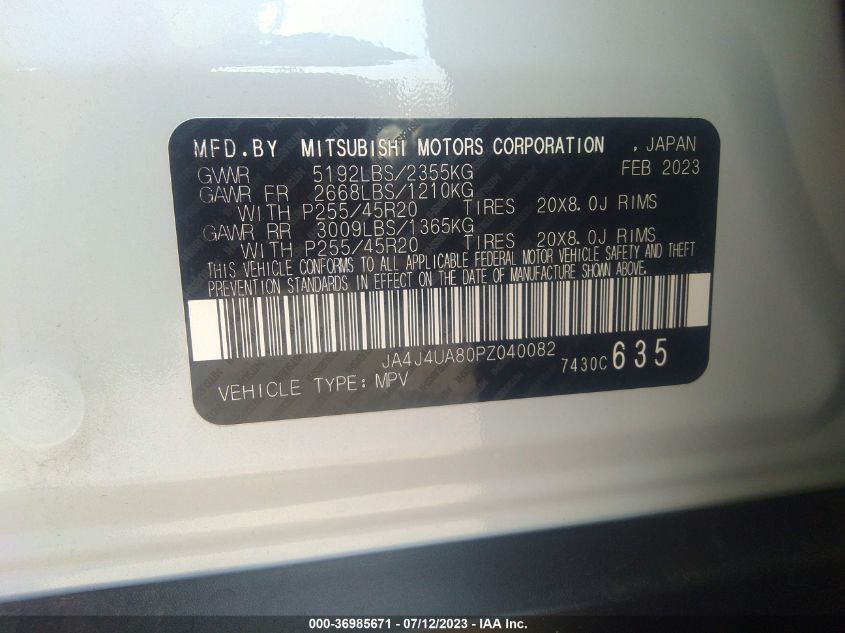 MFD.BY MITSUBISHI MOTORS CORPORATION , JAPAN
GVWR 5192LBS/2355KG FEB 2023
GAWR FR 2668LBS/1210KG
WITH P255/45R20 TIRES 20X8.0J RIMS
GAWR RR 3009LBS/1365KG
WITH P255/45R20 TIRES 20X8.0J RIMS
THIS VEHICLE CONFORMS TO ALL APPLICABLE FEDERAL MOTOR VEHICLE SAFETY AND THEFT
PREVENTION STANDARDS IN EFFECT ON THE DATE OF MANUFACTURE SHOWN ABOVE.
JA4J4UA80PZ040082 7430C 635
VEHICLE TYPE: MPV
000-36985671 - 07/12/2023 - IAA Inc.